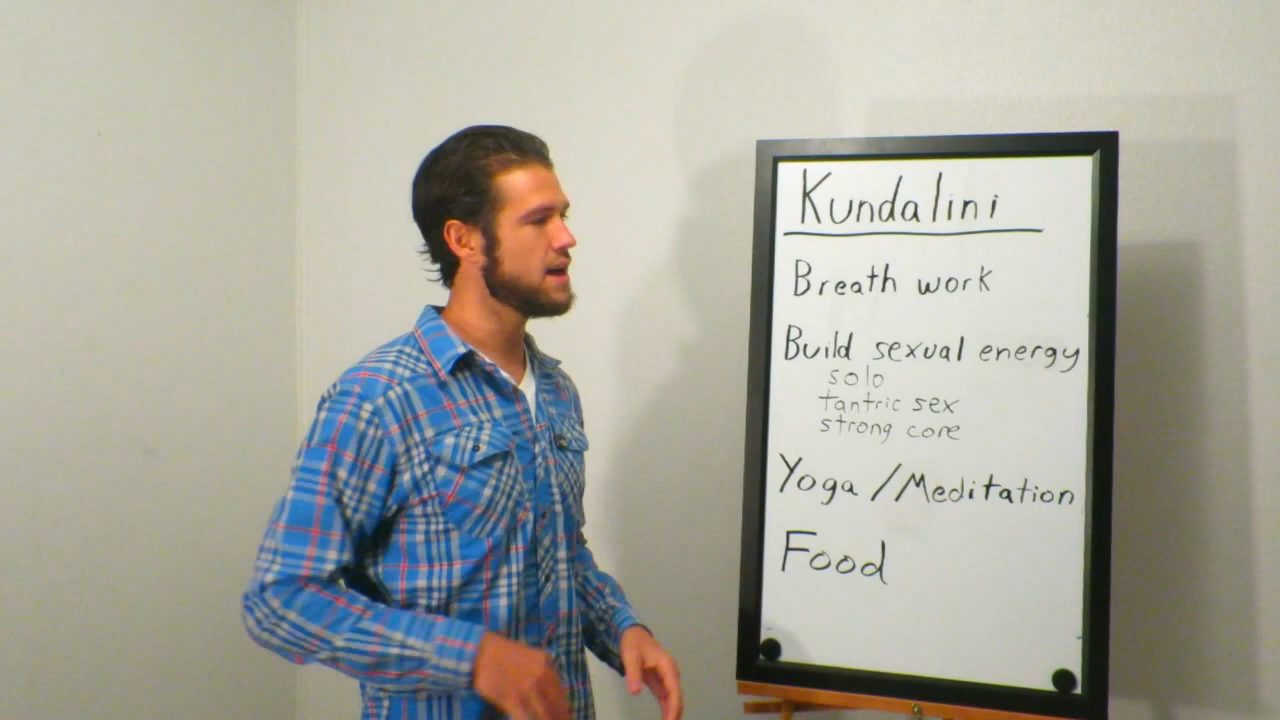 Kundalini
Breath work
Build sexual energy
solo
tantric sex
strong core
Yoga / Meditation
Food